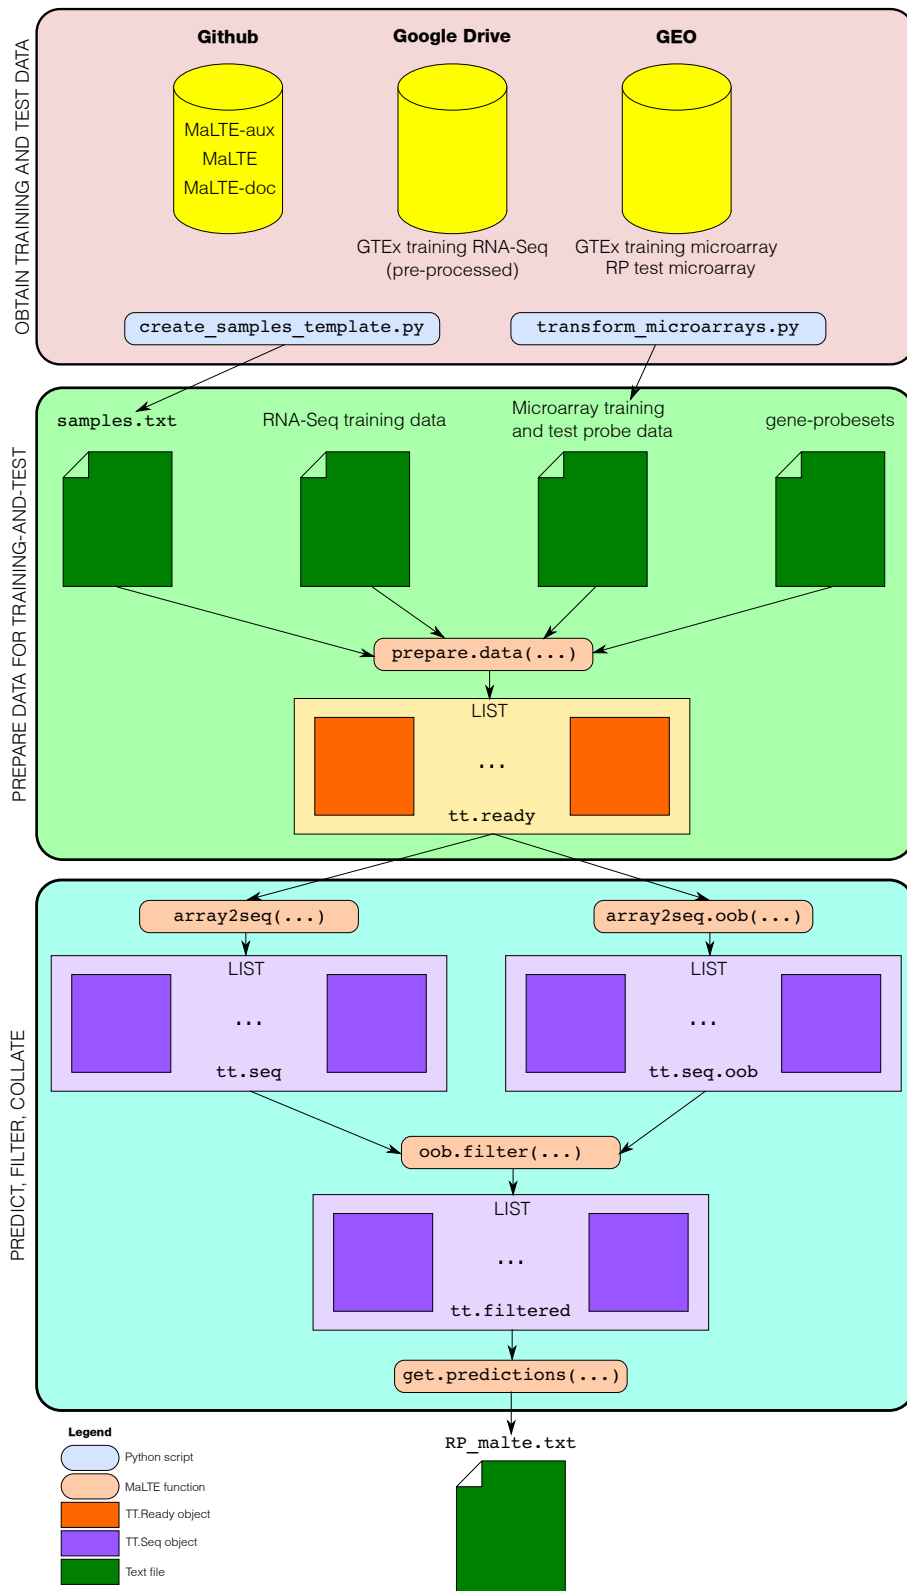 OBTAIN TRAINING AND TEST DATA
Github
Google Drive
GEO
MaLTE-aux
MaLTE
MaLTE-doc
GTEx training RNA-Seq
(pre-processed)
GTEx training microarray
RP test microarray
create_samples_template.py
transform_microarrays.py
PREPARE DATA FOR TRAINING-AND-TEST
samples.txt
RNA-Seq training data
Microarray training
and test probe data
gene-probesets
prepare.data(...)
LIST
...
tt.ready
PREDICT, FILTER, COLLATE
array2seq(...)
array2seq.oob(...)
LIST
...
tt.seq
LIST
...
tt.seq.oob
oob.filter(...)
LIST
...
tt.filtered
get.predictions(...)
RP_malte.txt
Legend
Python script
MaLTE function
TT.Ready object
TT.Seq object
Text file